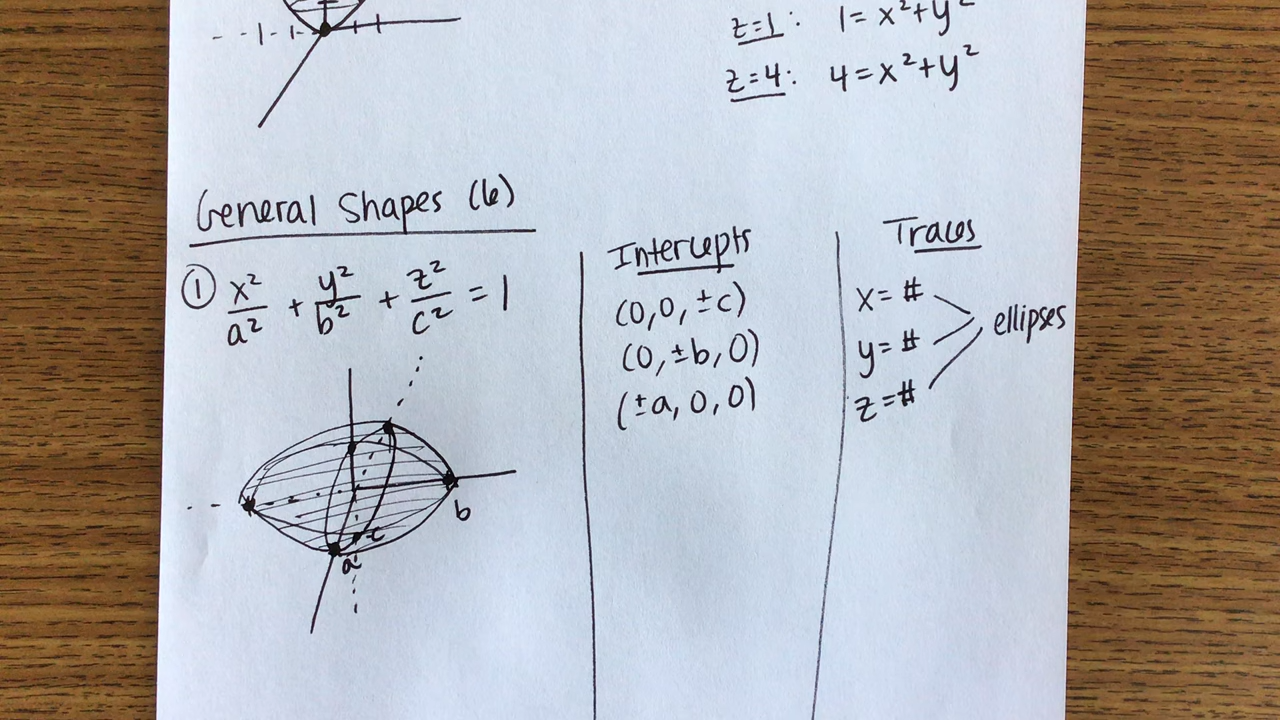 z=1: 1=x²+y²
z=4: 4=x²+y²
General Shapes (6)
① x²/a² + y²/b² + z²/c² = 1
b
c
a
Intercepts
(0,0,±c)
(0,±b,0)
(±a,0,0)
Traces
x=#
y=#
z=#
ellipses